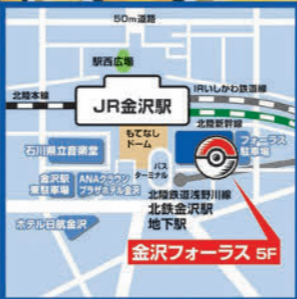 50m道路
駅西広場
北陸本線
IRいしかわ鉄道線
JR金沢駅
北陸新幹線
もてなし
ドーム
石川県立音楽堂
フォーラス
駐車場
バス
ターミナル
金沢駅
東駐車場
ANAクラウン
プラザホテル金沢
北陸鉄道浅野川線
北鉄金沢駅
地下駅
ホテル日航金沢
金沢フォーラス 5F